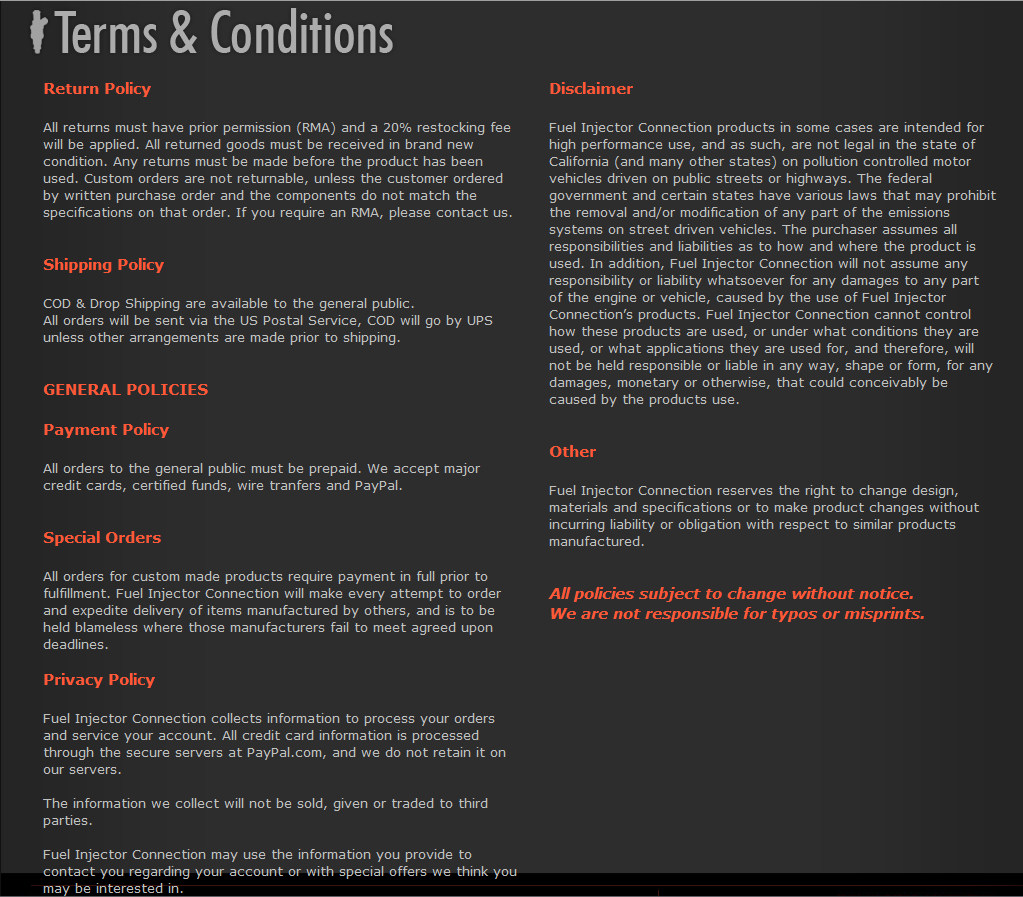 Terms & Conditions
Return Policy
All returns must have prior permission (RMA) and a 20% restocking fee
will be applied. All returned goods must be received in brand new
condition. Any returns must be made before the product has been
used. Custom orders are not returnable, unless the customer ordered
by written purchase order and the components do not match the
specifications on that order. If you require an RMA, please contact us.
Shipping Policy
COD & Drop Shipping are available to the general public.
All orders will be sent via the US Postal Service, COD will go by UPS
unless other arrangements are made prior to shipping.
GENERAL POLICIES
Payment Policy
All orders to the general public must be prepaid. We accept major
credit cards, certified funds, wire tranfers and PayPal.
Special Orders
All orders for custom made products require payment in full prior to
fulfillment. Fuel Injector Connection will make every attempt to order
and expedite delivery of items manufactured by others, and is to be
held blameless where those manufacturers fail to meet agreed upon
deadlines.
Privacy Policy
Fuel Injector Connection collects information to process your orders
and service your account. All credit card information is processed
through the secure servers at PayPal.com, and we do not retain it on
our servers.
The information we collect will not be sold, given or traded to third
parties.
Fuel Injector Connection may use the information you provide to
contact you regarding your account or with special offers we think you
may be interested in.
Disclaimer
Fuel Injector Connection products in some cases are intended for
high performance use, and as such, are not legal in the state of
California (and many other states) on pollution controlled motor
vehicles driven on public streets or highways. The federal
government and certain states have various laws that may prohibit
the removal and/or modification of any part of the emissions
systems on street driven vehicles. The purchaser assumes all
responsibilities and liabilities as to how and where the product is
used. In addition, Fuel Injector Connection will not assume any
responsibility or liability whatsoever for any damages to any part
of the engine or vehicle, caused by the use of Fuel Injector
Connection’s products. Fuel Injector Connection cannot control
how these products are used, or under what conditions they are
used, or what applications they are used for, and therefore, will
not be held responsible or liable in any way, shape or form, for any
damages, monetary or otherwise, that could conceivably be
caused by the products use.
Other
Fuel Injector Connection reserves the right to change design,
materials and specifications or to make product changes without
incurring liability or obligation with respect to similar products
manufactured.
All policies subject to change without notice.
We are not responsible for typos or misprints.